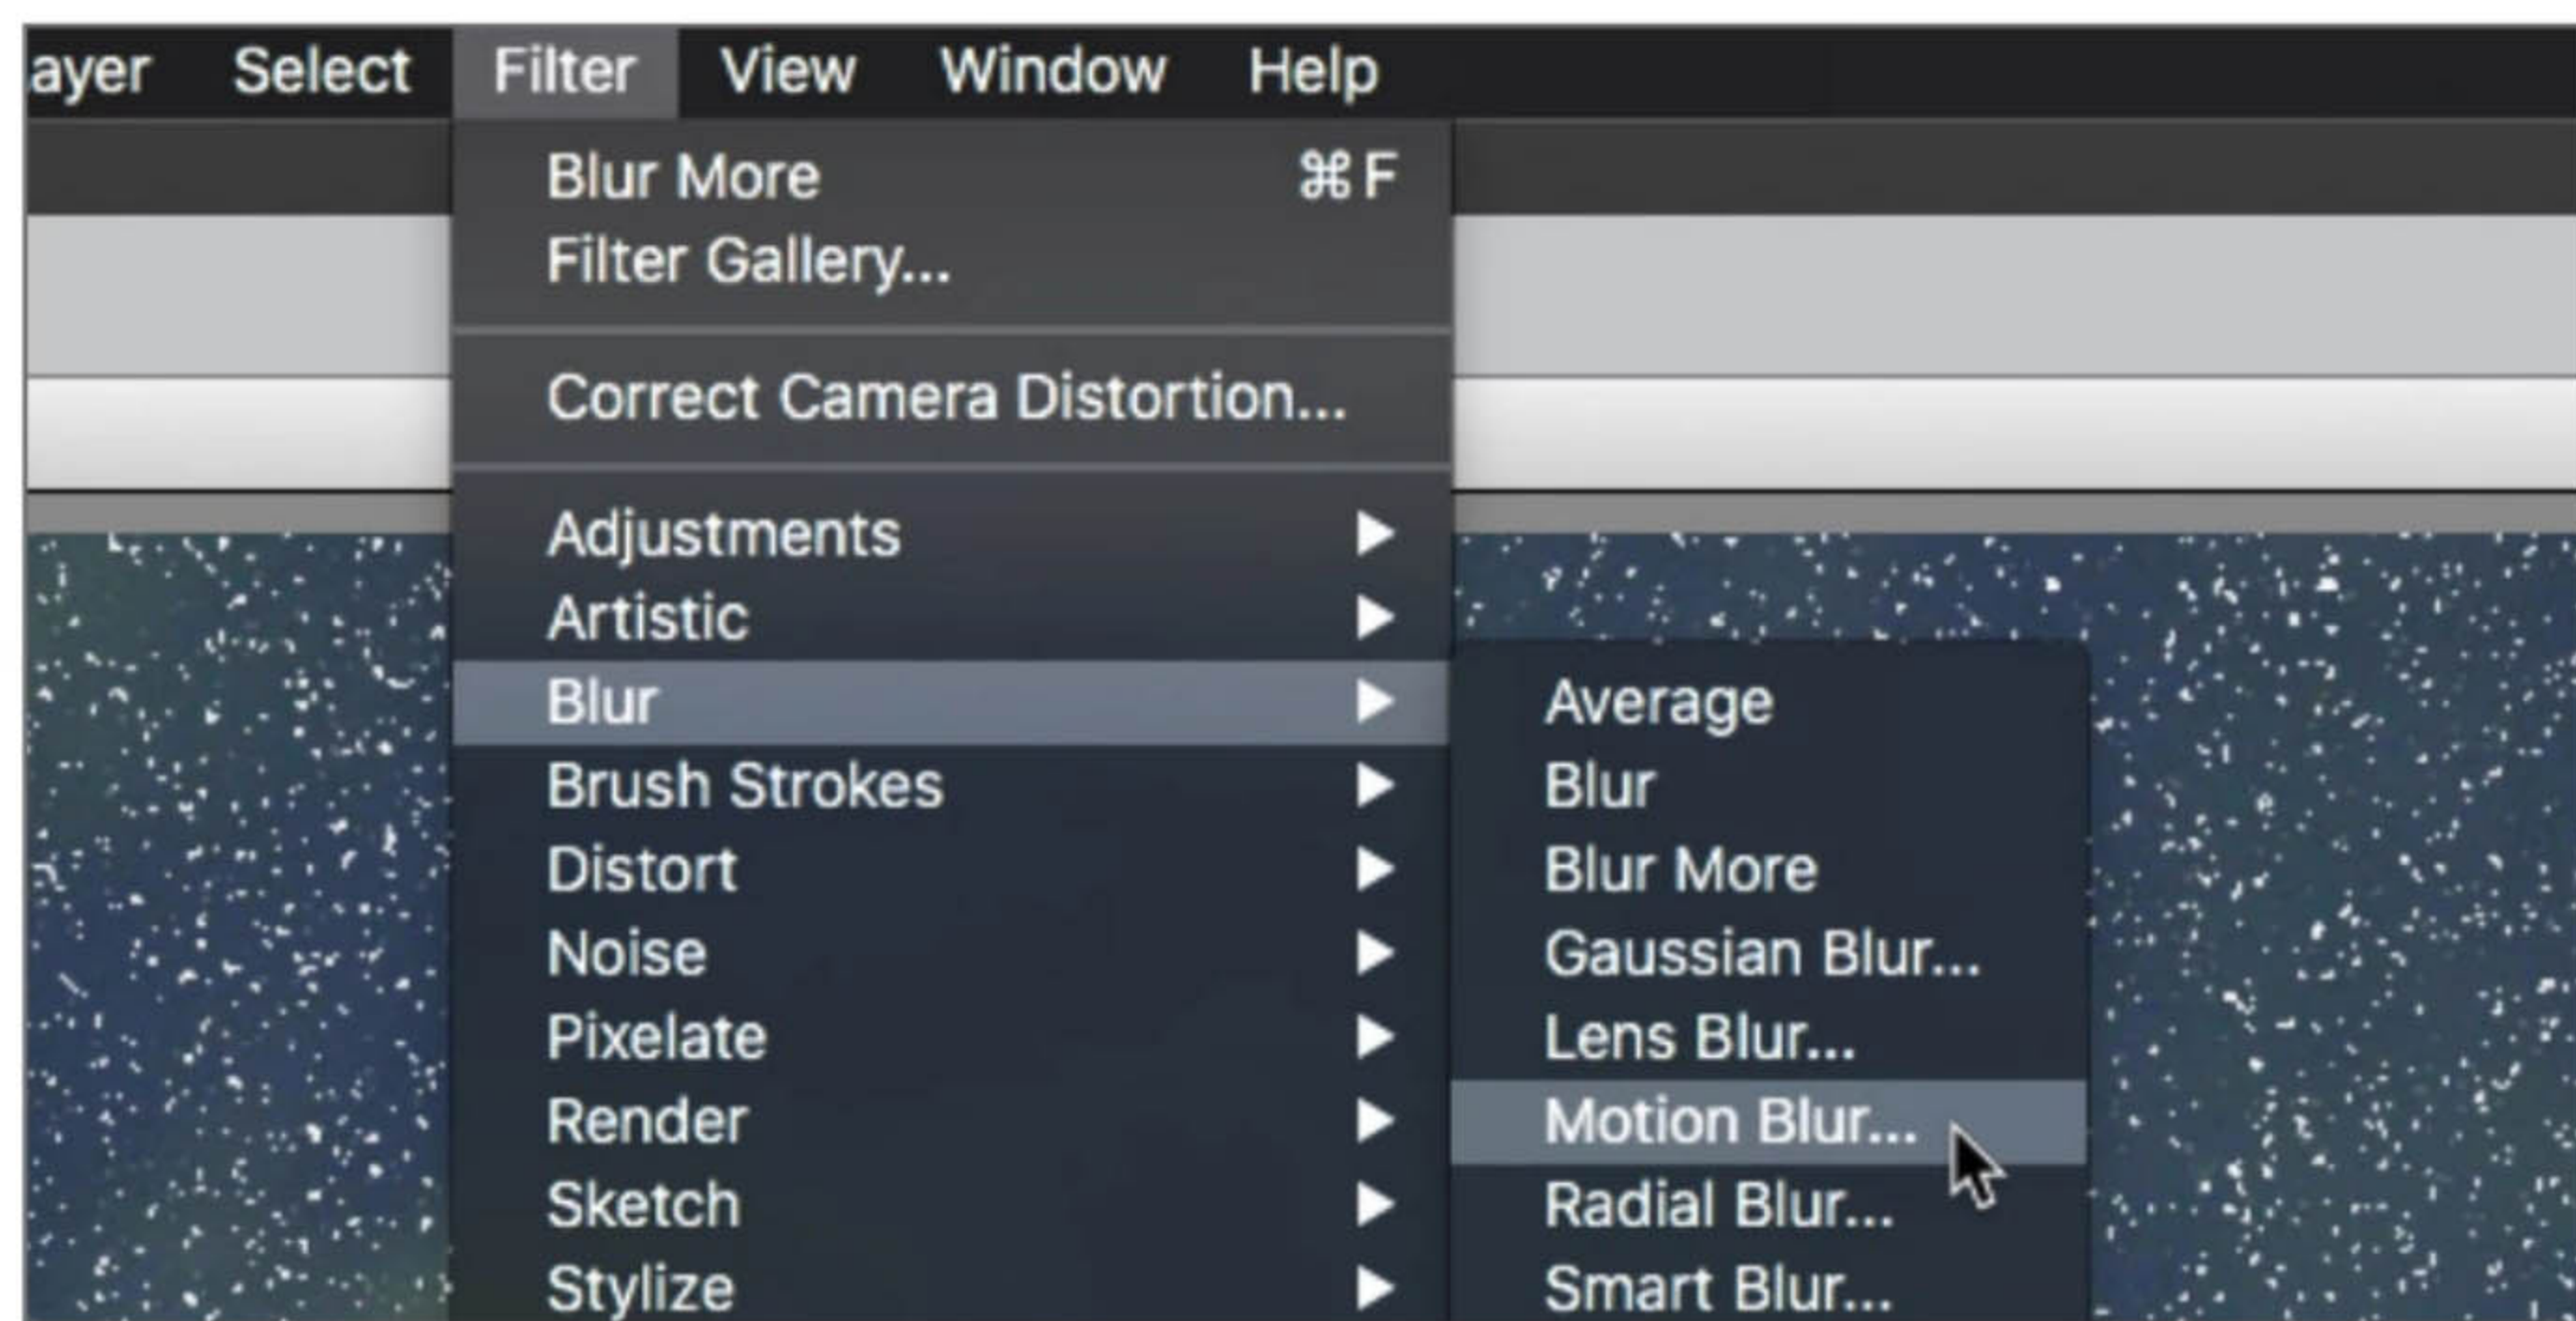 ayer Select Filter View Window Help
Blur More ⌘F
Filter Gallery...
Correct Camera Distortion...
Adjustments
Artistic
Blur
Brush Strokes
Distort
Noise
Pixelate
Render
Sketch
Stylize
Average
Blur
Blur More
Gaussian Blur...
Lens Blur...
Motion Blur...
Radial Blur...
Smart Blur...